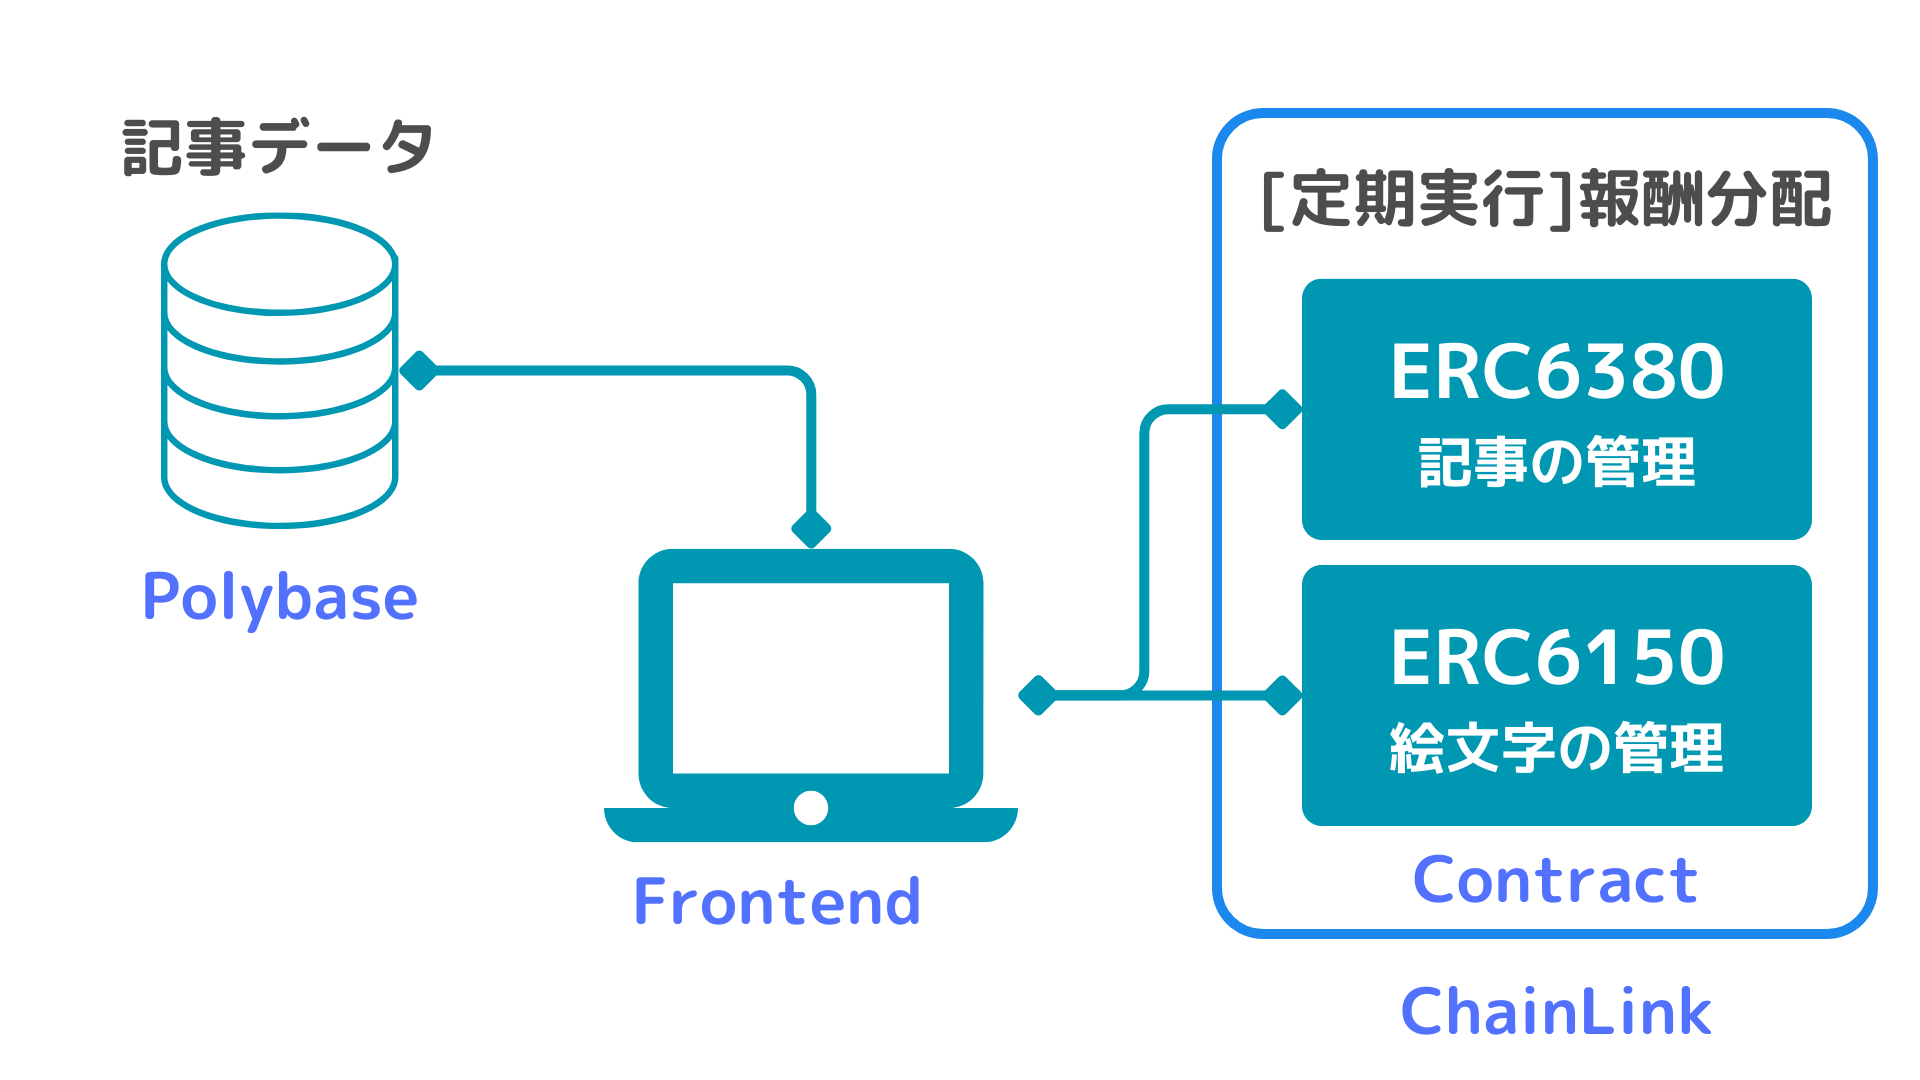 記事データ
Polybase
Frontend
[定期実行]報酬分配
ERC6380
記事の管理
ERC6150
絵文字の管理
Contract
ChainLink